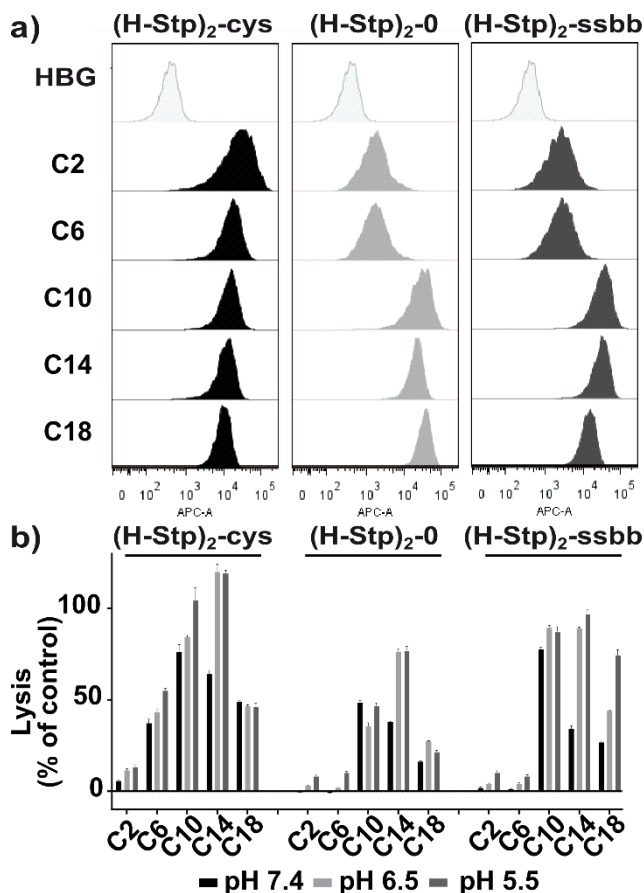 a) (H-Stp)2-cys (H-Stp)2-0 (H-Stp)2-ssbb
HBG
C2
C6
C10
C14
C18
0 10^2 10^3 10^4 10^5 0 10^2 10^3 10^4 10^5 0 10^2 10^3 10^4 10^5
APC-A APC-A APC-A
b) (H-Stp)2-cys (H-Stp)2-0 (H-Stp)2-ssbb
Lysis
(% of control)
100
50
0
C2 C6 C10 C14 C18 C2 C6 C10 C14 C18 C2 C6 C10 C14 C18
pH 7.4 pH 6.5 pH 5.5